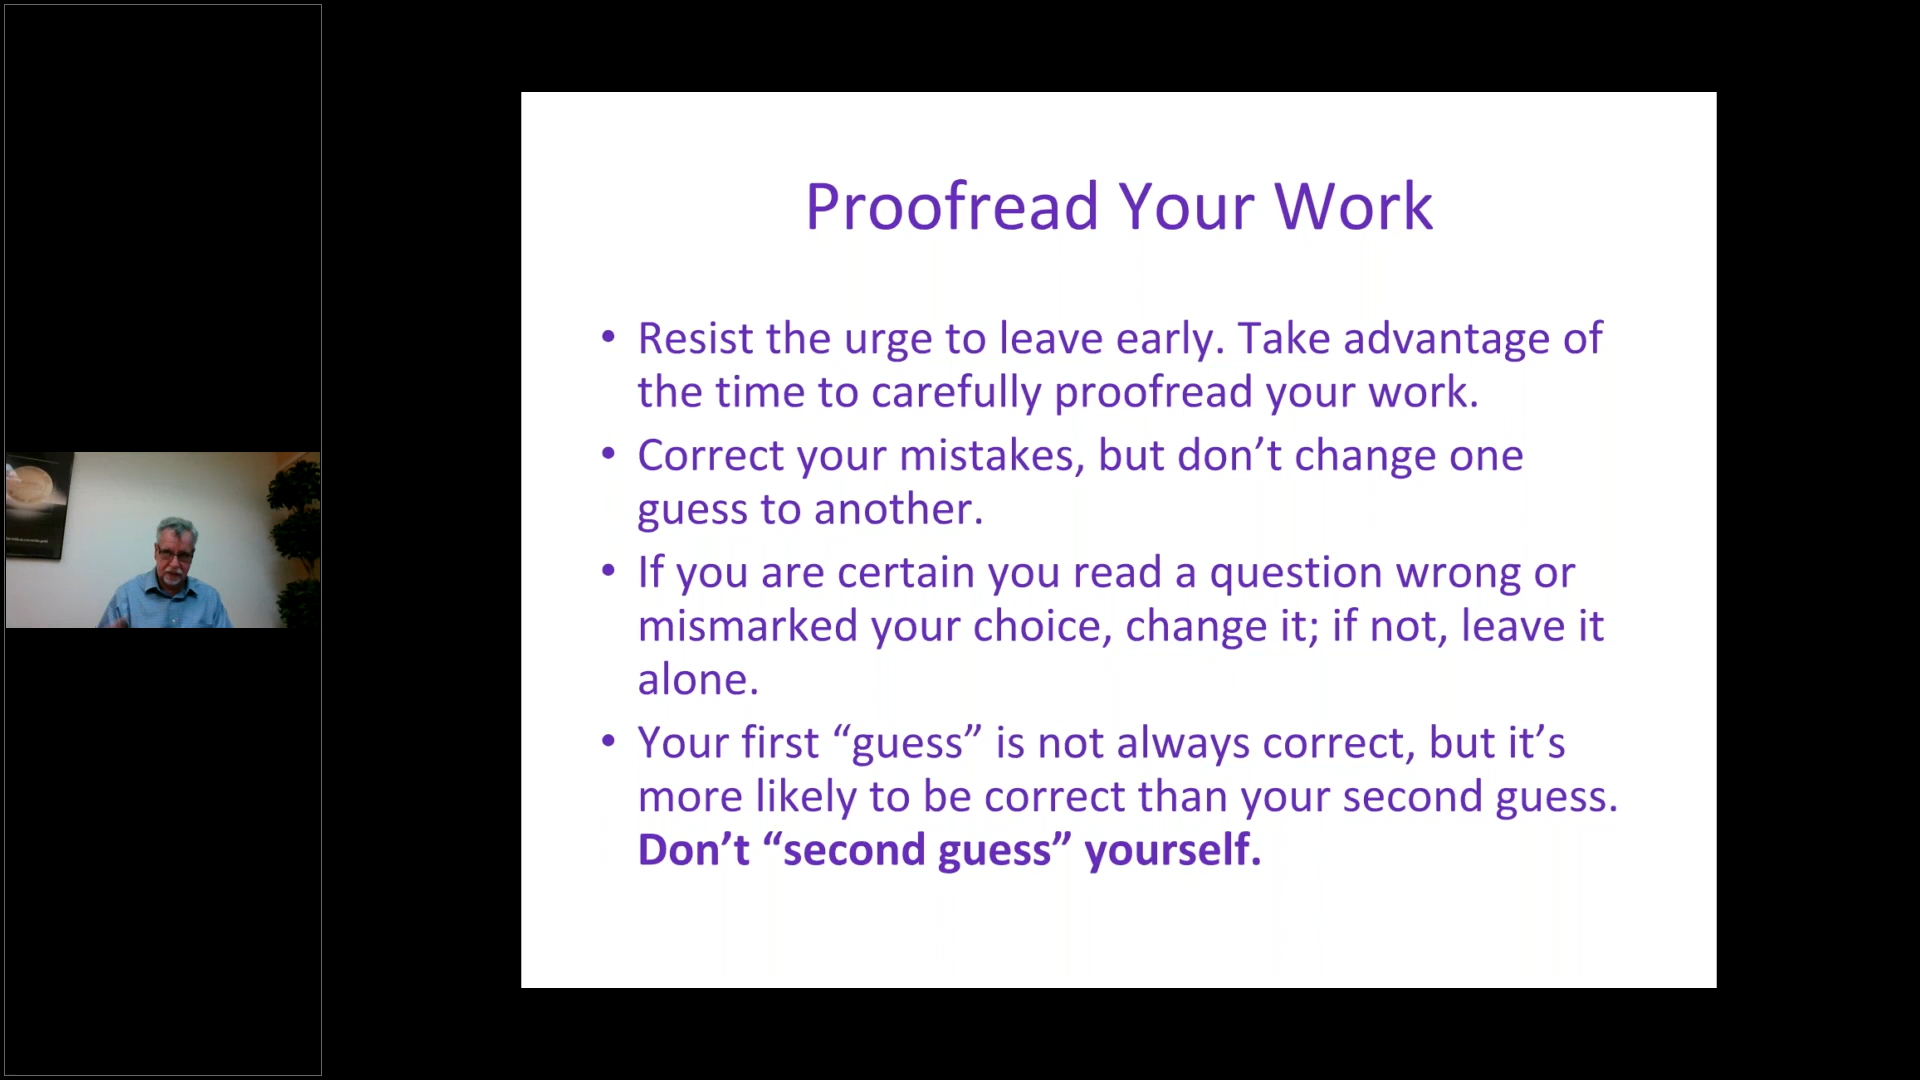 Proofread Your Work
• Resist the urge to leave early. Take advantage of
the time to carefully proofread your work.
• Correct your mistakes, but don’t change one
guess to another.
• If you are certain you read a question wrong or
mismarked your choice, change it; if not, leave it
alone.
• Your first “guess” is not always correct, but it’s
more likely to be correct than your second guess.
Don’t “second guess” yourself.